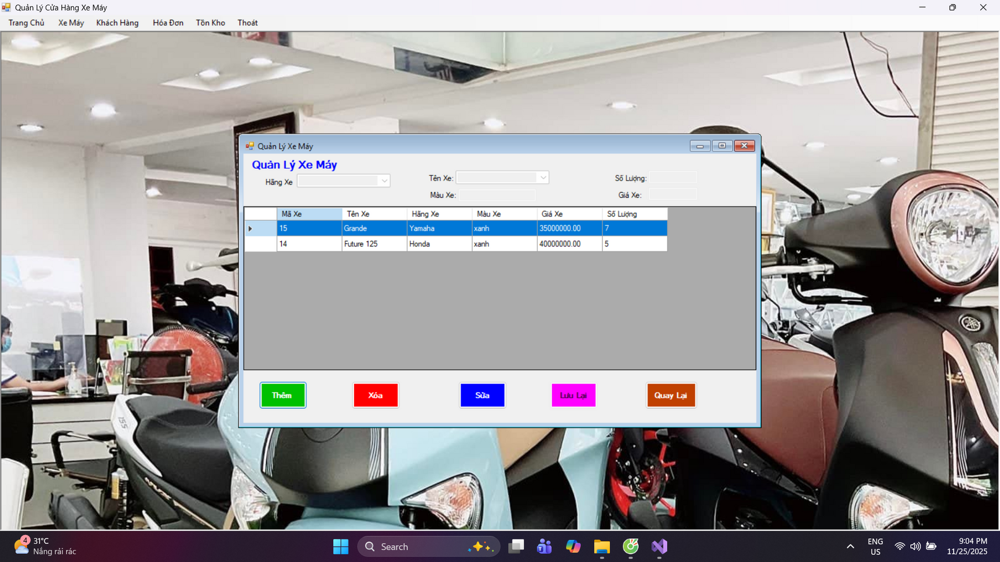 Quản Lý Cửa Hàng Xe Máy
Trang Chủ Xe Máy Khách Hàng Hóa Đơn Tồn Kho Thoát
Quản Lý Xe Máy
Quản Lý Xe Máy
Hãng Xe Tên Xe: Số Lượng:
Màu Xe: Giá Xe:
Mã Xe Tên Xe Hãng Xe Màu Xe Giá Xe Số Lượng
15 Grande Yamaha xanh 35000000.00 7
14 Future 125 Honda xanh 40000000.00 5
Thêm Xóa Sửa Lưu Lại Quay Lại
155
4 31°C
Nắng rải rác
Search
ENG
US
9:04 PM
11/25/2025